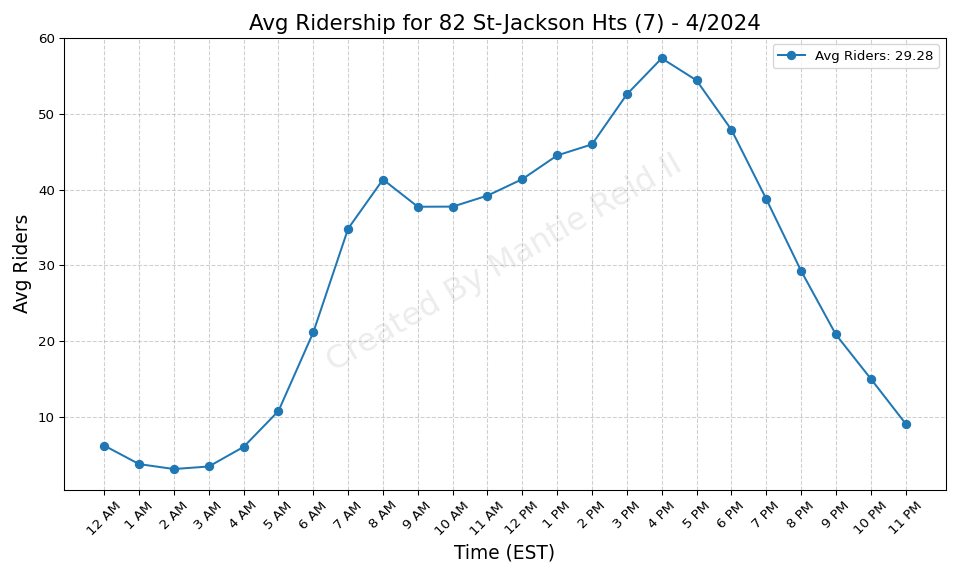 Avg Ridership for 82 St-Jackson Hts (7) - 4/2024
Avg Riders: 29.28
60
50
40
30
20
10
Avg Riders
Created By Mantie Reid II
12 AM
1 AM
2 AM
3 AM
4 AM
5 AM
6 AM
7 AM
8 AM
9 AM
10 AM
11 AM
12 PM
1 PM
2 PM
3 PM
4 PM
5 PM
6 PM
7 PM
8 PM
9 PM
10 PM
11 PM
Time (EST)